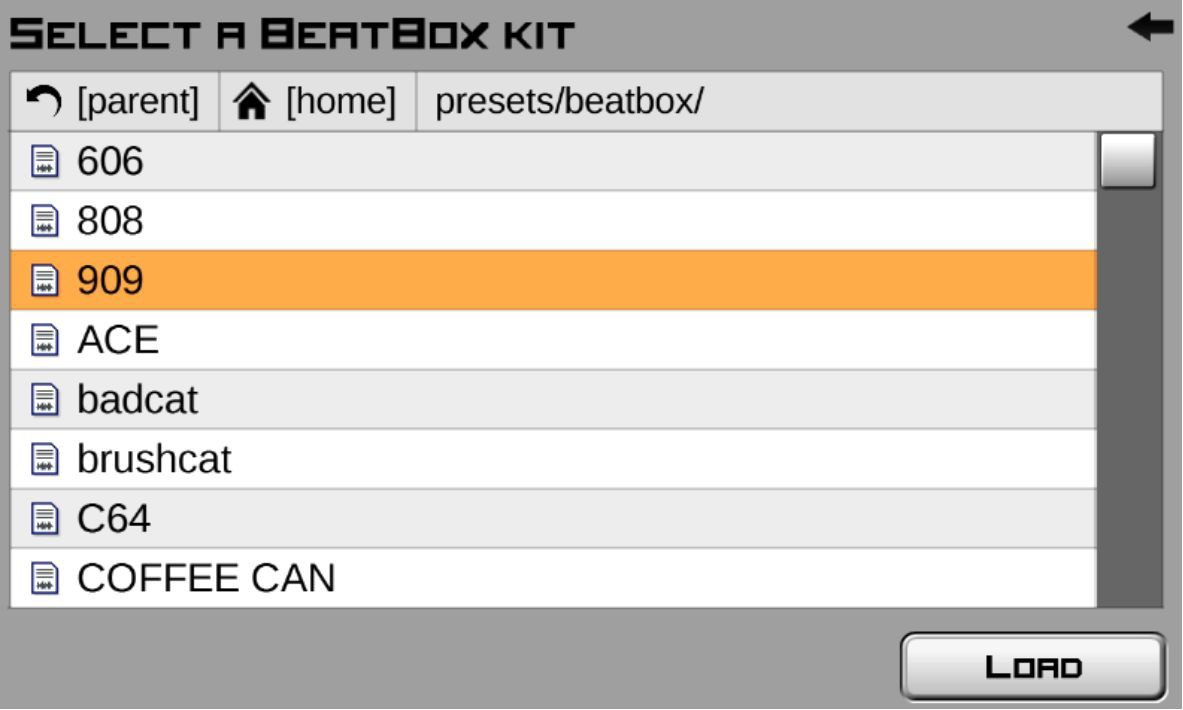 Select a BeatBox kit
[parent] [home] presets/beatbox/
606
808
909
ACE
badcat
brushcat
C64
COFFEE CAN
Load